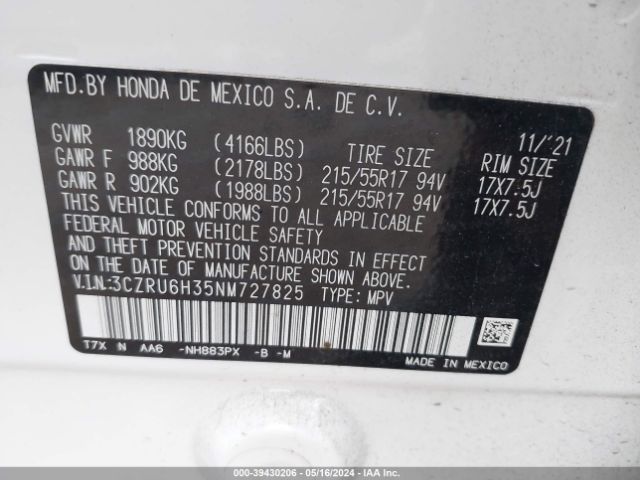 MFD.BY HONDA DE MEXICO S.A. DE C.V.
11/'21
GVWR 1890KG (4166LBS) TIRE SIZE RIM SIZE
GAWR F 988KG (2178LBS) 215/55R17 94V 17X7.5J
GAWR R 902KG (1988LBS) 215/55R17 94V 17X7.5J
THIS VEHICLE CONFORMS TO ALL APPLICABLE
FEDERAL MOTOR VEHICLE SAFETY
AND THEFT PREVENTION STANDARDS IN EFFECT
ON THE DATE OF MANUFACTURE SHOWN ABOVE.
V.I.N.:3CZRU6H35NM727825 TYPE: MPV
T7X N AA6 -NH883PX -B -M
MADE IN MEXICO
000-39430206 - 05/16/2024 - IAAI.COM